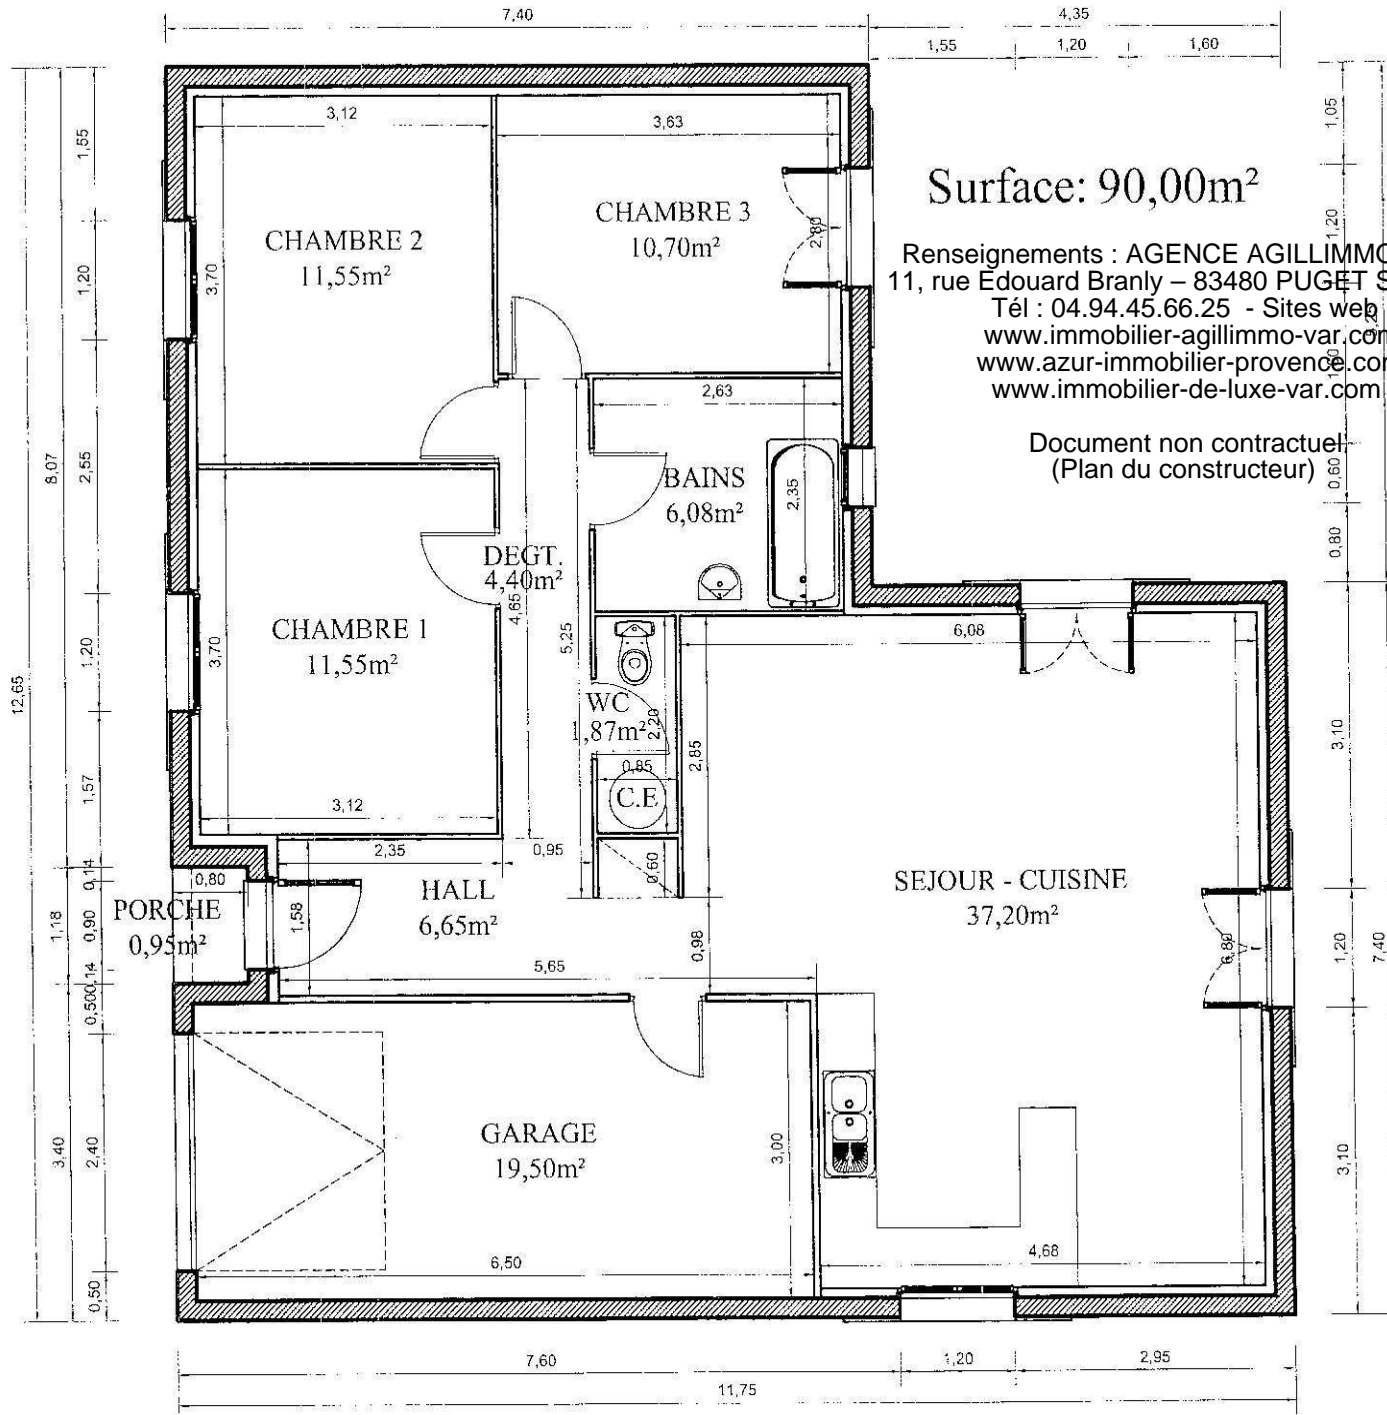 7,40
4,35
1,55
1,20
1,60
3,12
3,63
1,55
1,05
Surface: 90,00m²
CHAMBRE 3
10,70m²
2,80
1,20
CHAMBRE 2
11,55m²
3,70
1,20
Renseignements : AGENCE AGILLIMMO
11, rue Edouard Branly – 83480 PUGET S
Tél : 04.94.45.66.25 - Sites web
www.immobilier-agillimmo-var.com
www.azur-immobilier-provence.com
www.immobilier-de-luxe-var.com
2,63
Document non contractuel
(Plan du constructeur)
8,07
2,55
BAINS
6,08m²
2,35
0,60
0,80
DEGT.
4,40m²
4,65
5,25
CHAMBRE 1
11,55m²
3,70
1,20
12,65
6,08
WC
1,87m²
2,20
2,85
3,10
0,85
C.E
1,57
3,12
2,35
0,95
0,60
0,14
0,80
HALL
6,65m²
1,58
SEJOUR - CUISINE
37,20m²
PORCHE
0,95m²
1,18
0,90
0,98
6,80
1,20
7,40
5,65
0,14
0,50
GARAGE
19,50m²
3,00
3,40
2,40
3,10
6,50
4,68
0,50
7,60
1,20
2,95
11,75